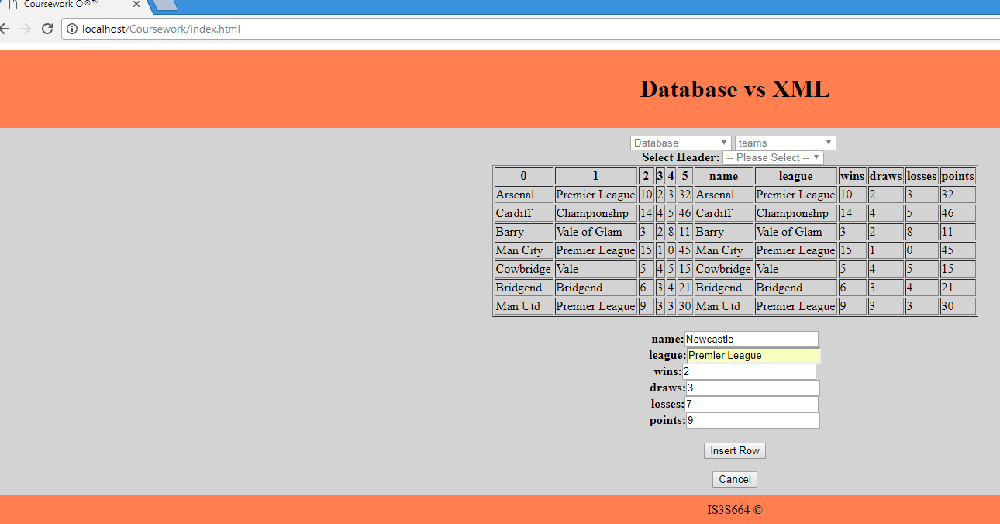 Coursework ©®™
localhost/Coursework/index.html
Database vs XML
Database teams
Select Header: -- Please Select --
0 1 2 3 4 5 name league wins draws losses points
Arsenal Premier League 10 2 3 32 Arsenal Premier League 10 2 3 32
Cardiff Championship 14 4 5 46 Cardiff Championship 14 4 5 46
Barry Vale of Glam 3 2 8 11 Barry Vale of Glam 3 2 8 11
Man City Premier League 15 1 0 45 Man City Premier League 15 1 0 45
Cowbridge Vale 5 4 5 15 Cowbridge Vale 5 4 5 15
Bridgend Bridgend 6 3 4 21 Bridgend Bridgend 6 3 4 21
Man Utd Premier League 9 3 3 30 Man Utd Premier League 9 3 3 30
name: Newcastle
league: Premier League
wins: 2
draws: 3
losses: 7
points: 9
Insert Row
Cancel
IS3S664 ©